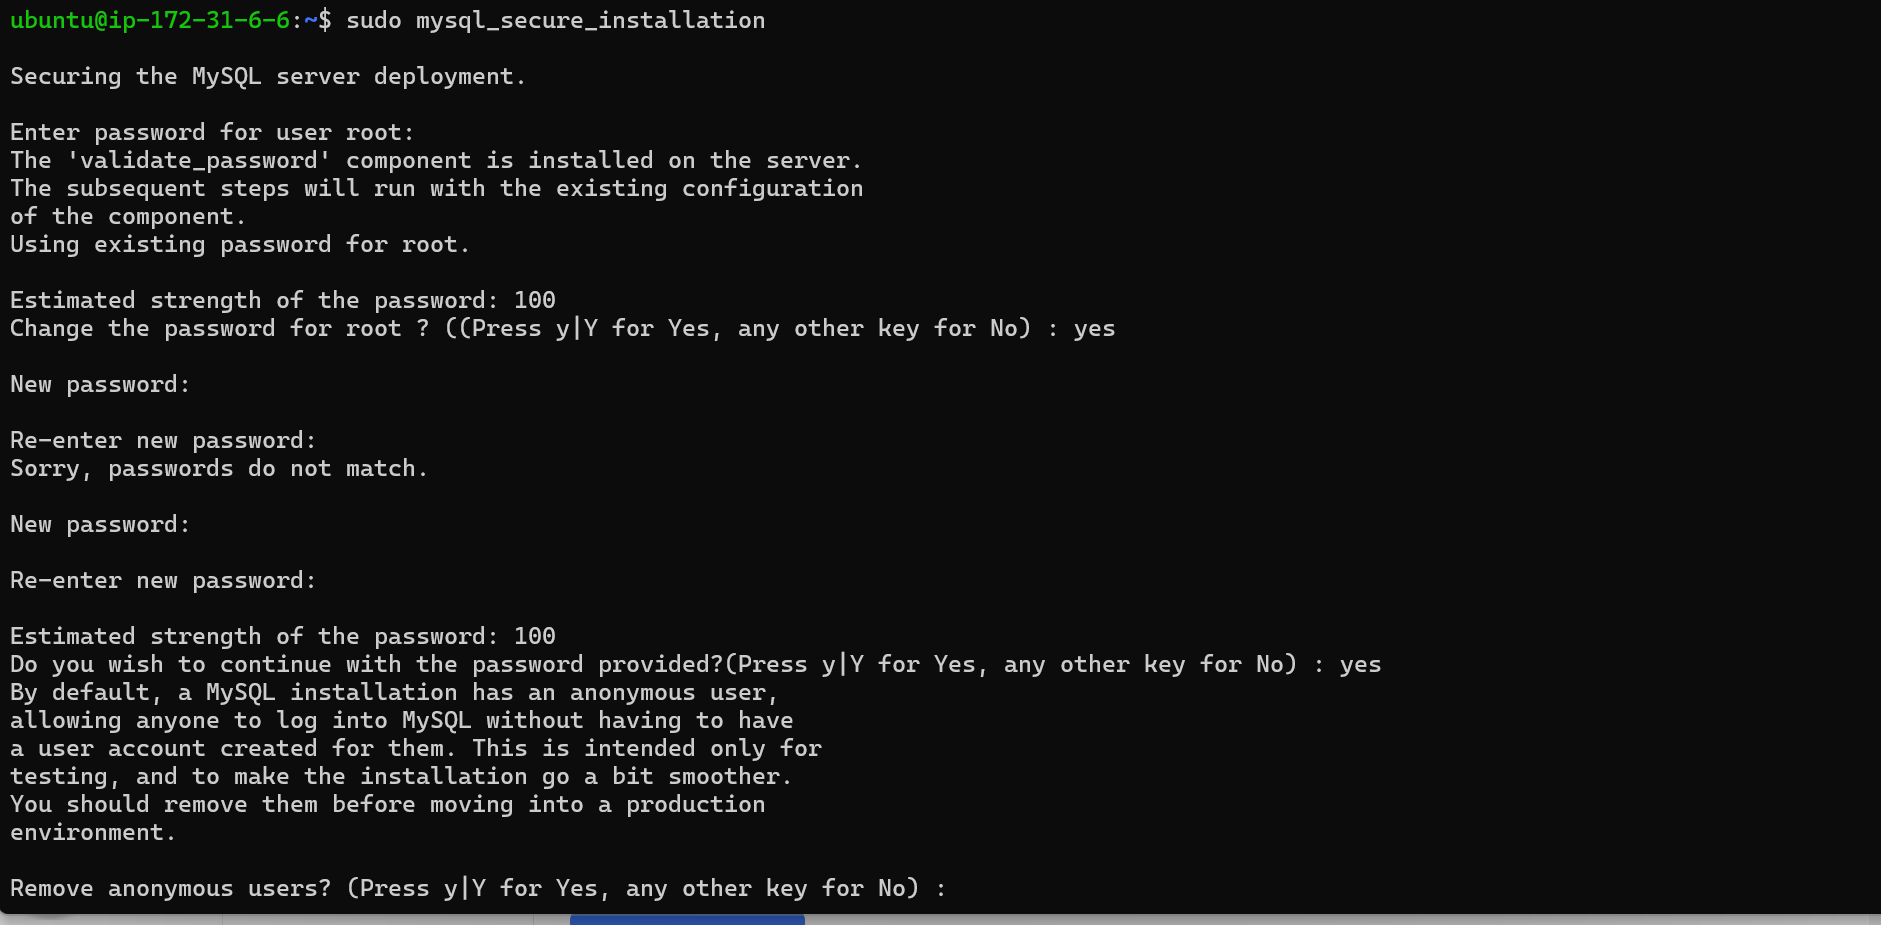 ubuntu@ip-172-31-6-6:~$ sudo mysql_secure_installation
Securing the MySQL server deployment.
Enter password for user root:
The 'validate_password' component is installed on the server.
The subsequent steps will run with the existing configuration
of the component.
Using existing password for root.
Estimated strength of the password: 100
Change the password for root ? ((Press y|Y for Yes, any other key for No) : yes
New password:
Re-enter new password:
Sorry, passwords do not match.
New password:
Re-enter new password:
Estimated strength of the password: 100
Do you wish to continue with the password provided?(Press y|Y for Yes, any other key for No) : yes
By default, a MySQL installation has an anonymous user,
allowing anyone to log into MySQL without having to have
a user account created for them. This is intended only for
testing, and to make the installation go a bit smoother.
You should remove them before moving into a production
environment.
Remove anonymous users? (Press y|Y for Yes, any other key for No) :